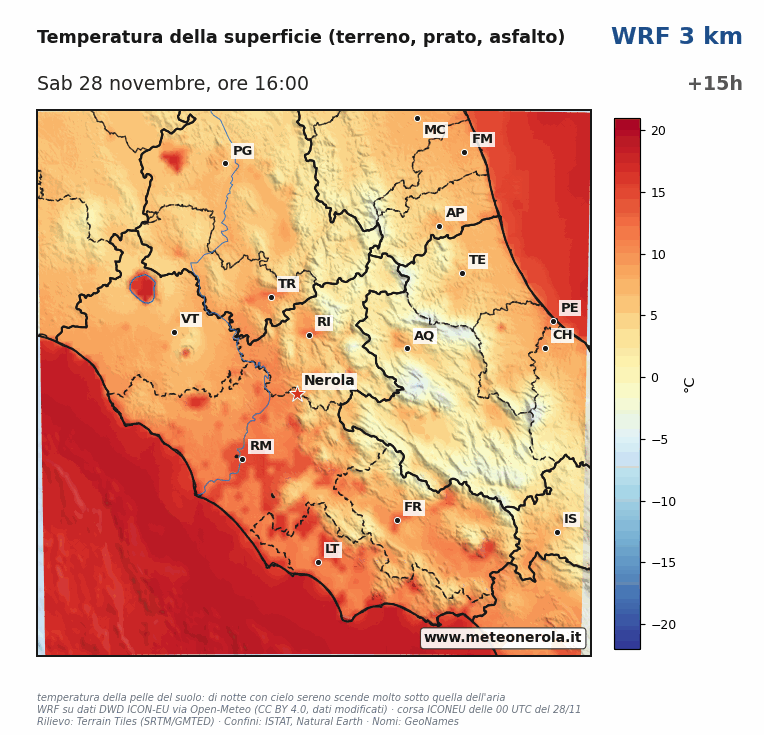 Temperatura della superficie (terreno, prato, asfalto)
WRF 3 km
Sab 28 novembre, ore 16:00
+15h
MC
FM
PG
AP
TE
TR
PE
VT
RI
CH
AQ
Nerola
RM
FR
IS
LT
www.meteonerola.it
20
15
10
5
0
−5
−10
−15
−20
°C
temperatura della pelle del suolo: di notte con cielo sereno scende molto sotto quella dell'aria
WRF su dati DWD ICON-EU via Open-Meteo (CC BY 4.0, dati modificati) · corsa ICONEU delle 00 UTC del 28/11
Rilievo: Terrain Tiles (SRTM/GMTED) · Confini: ISTAT, Natural Earth · Nomi: GeoNames